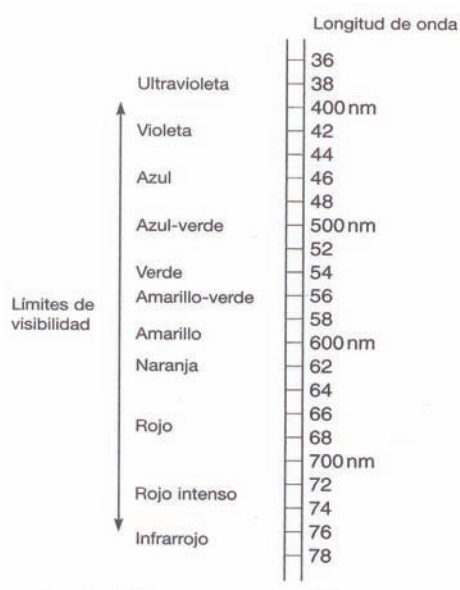 Longitud de onda
36
Ultravioleta 38
400 nm
Violeta 42
44
Azul 46
48
Azul-verde 500 nm
52
Verde 54
Amarillo-verde 56
Límites de
visibilidad
58
Amarillo
600 nm
Naranja 62
64
66
Rojo
68
700 nm
72
Rojo intenso
74
76
Infrarrojo
78